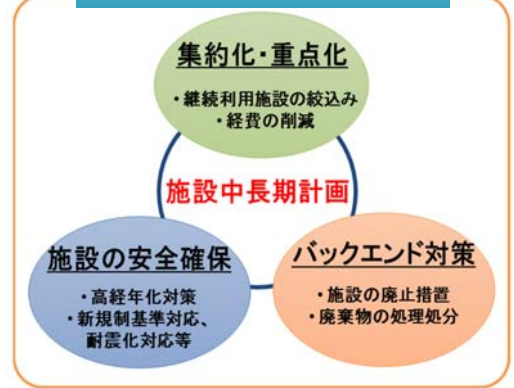 集約化・重点化
・継続利用施設の絞込み
・経費の削減
施設中長期計画
施設の安全確保
・高経年化対策
・新規制基準対応、
耐震化対応等
バックエンド対策
・施設の廃止措置
・廃棄物の処理処分